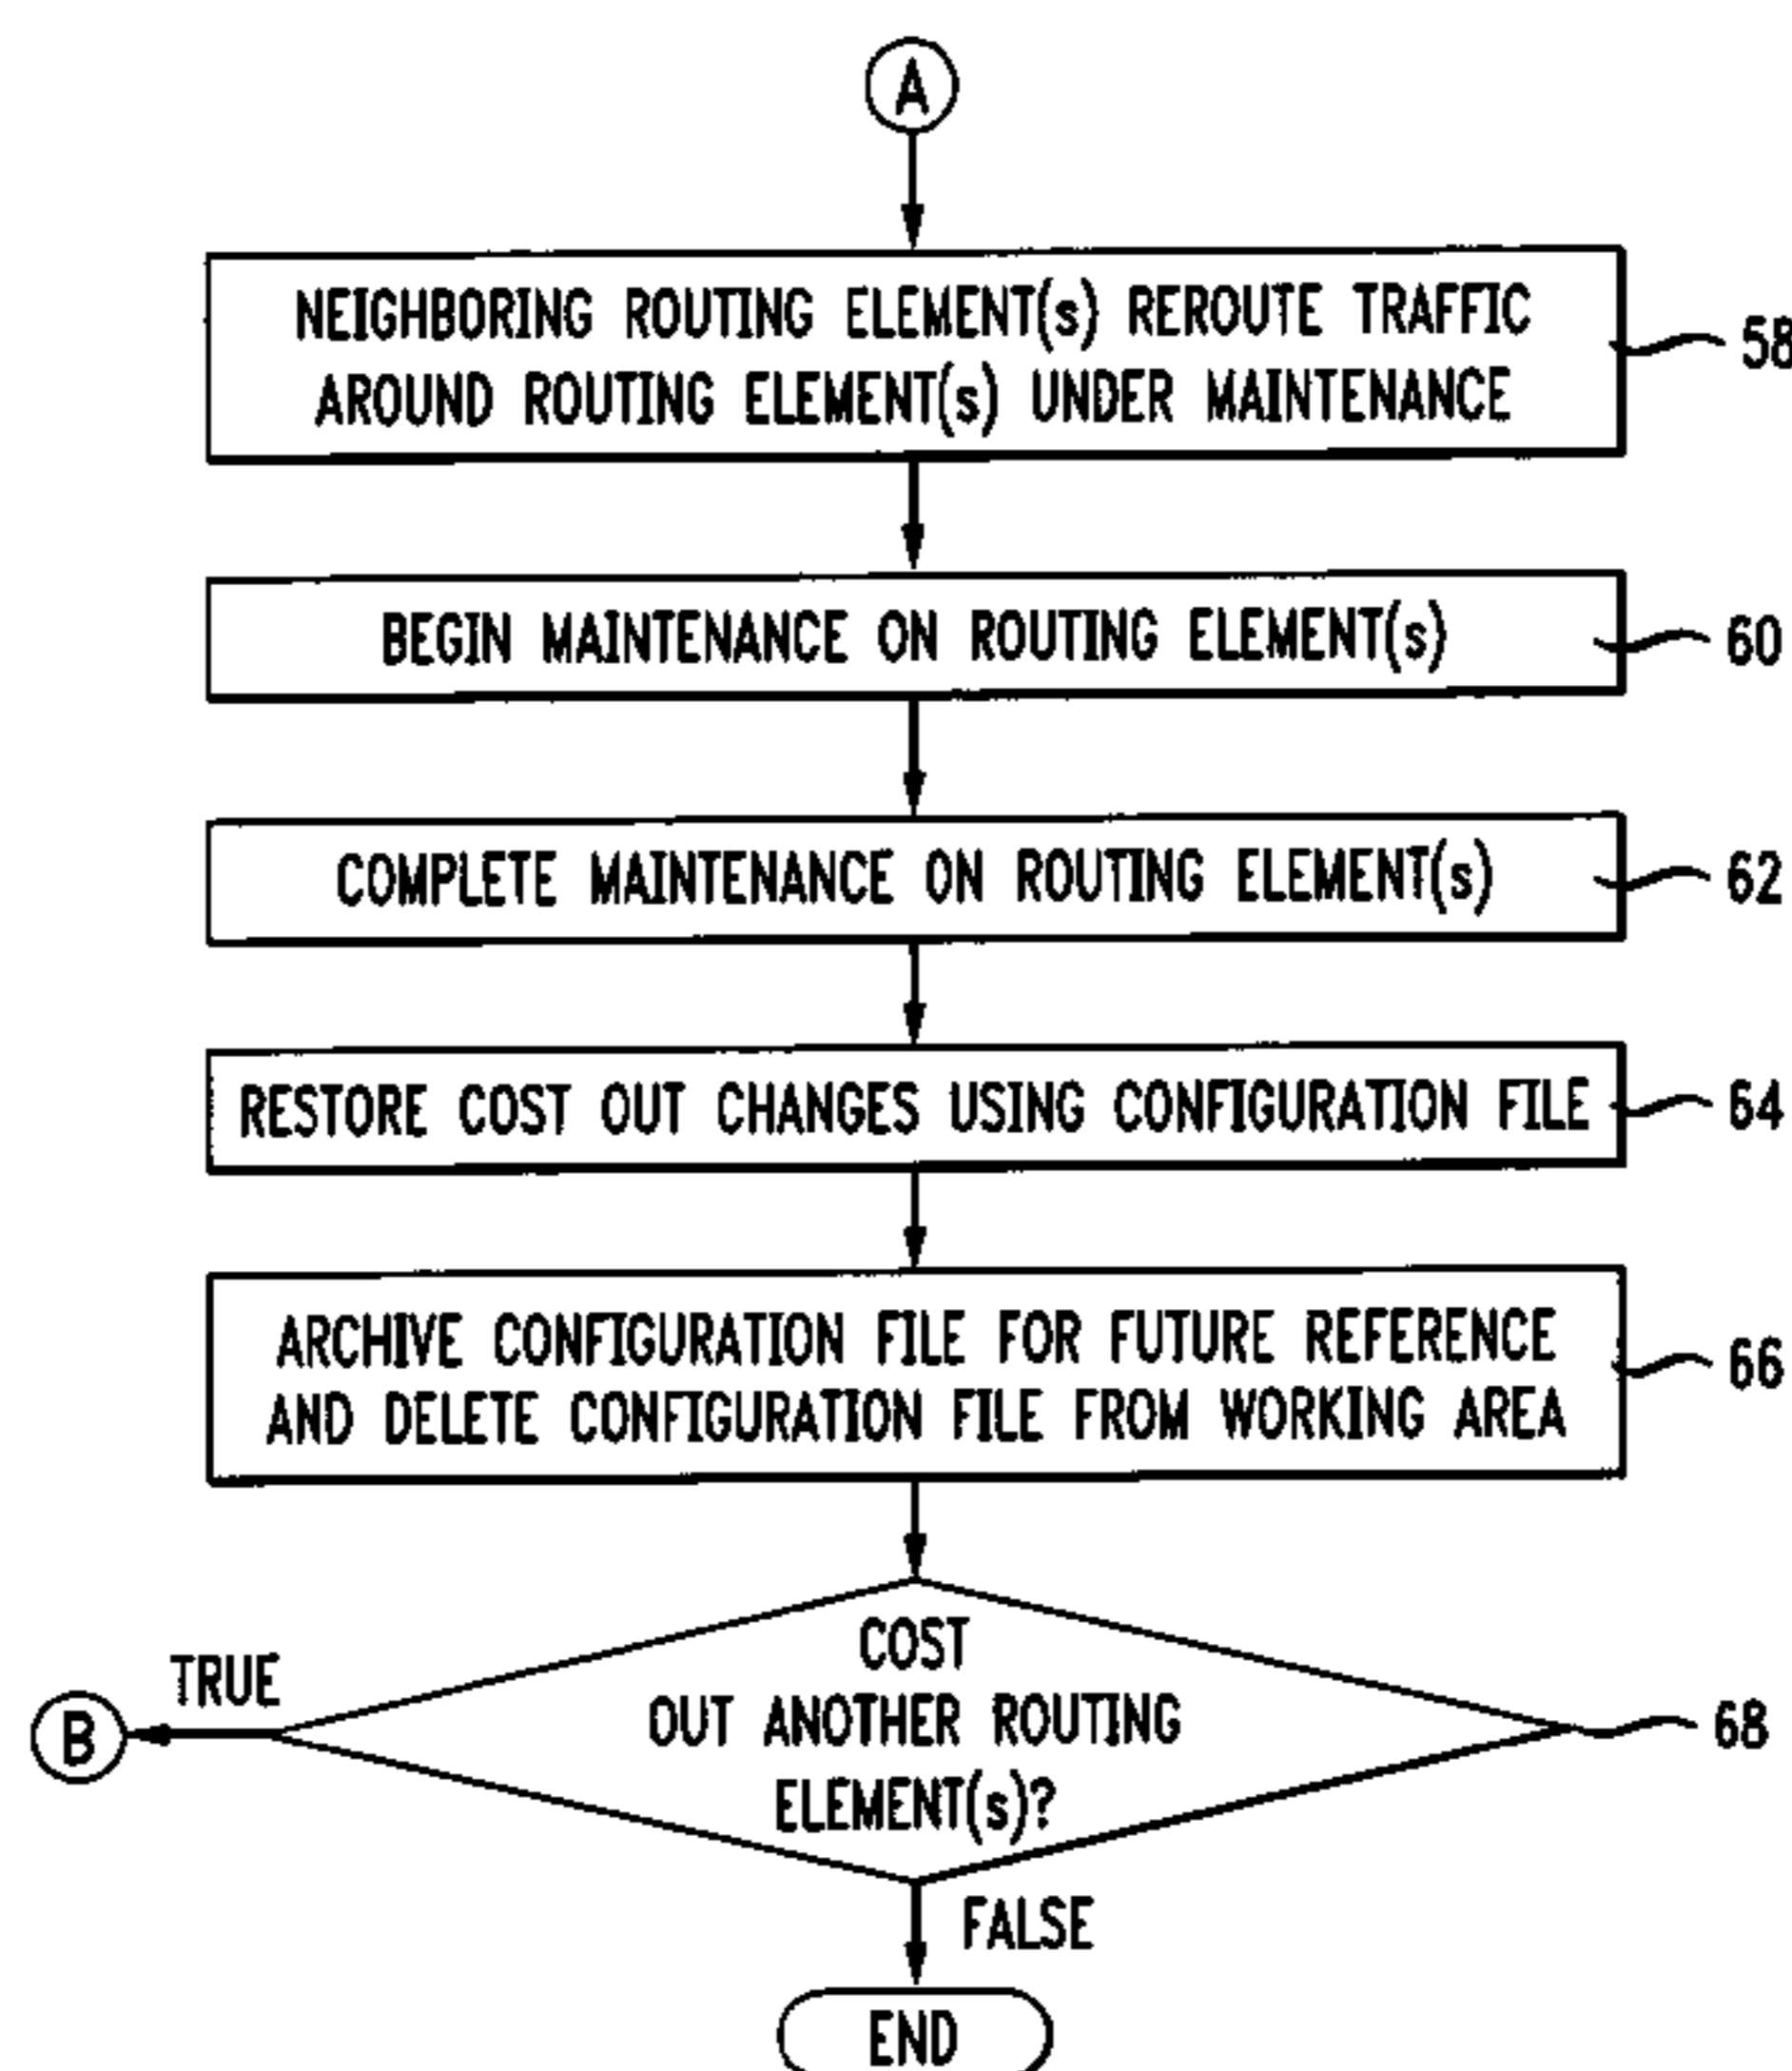 A
NEIGHBORING ROUTING ELEMENT(s) REROUTE TRAFFIC
AROUND ROUTING ELEMENT(s) UNDER MAINTENANCE
58
BEGIN MAINTENANCE ON ROUTING ELEMENT(s)
60
COMPLETE MAINTENANCE ON ROUTING ELEMENT(s)
62
RESTORE COST OUT CHANGES USING CONFIGURATION FILE
64
ARCHIVE CONFIGURATION FILE FOR FUTURE REFERENCE
AND DELETE CONFIGURATION FILE FROM WORKING AREA
66
COST
OUT ANOTHER ROUTING
ELEMENT(s)?
68
TRUE
B
FALSE
END